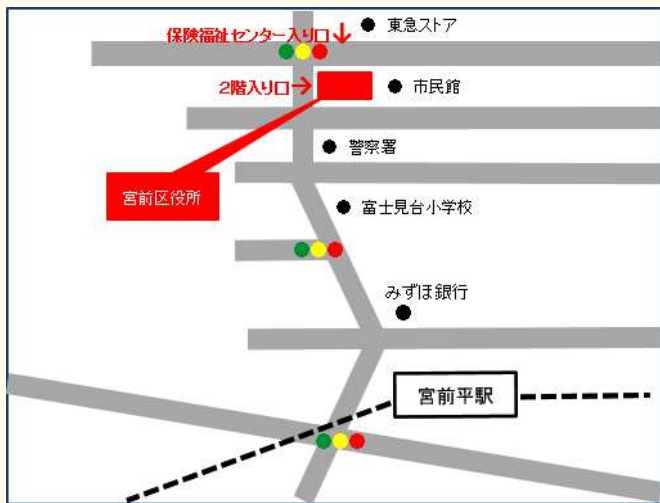 東急ストア
保険福祉センター入り口↓
2階入り口→
市民館
警察署
宮前区役所
富士見台小学校
みずほ銀行
宮前平駅